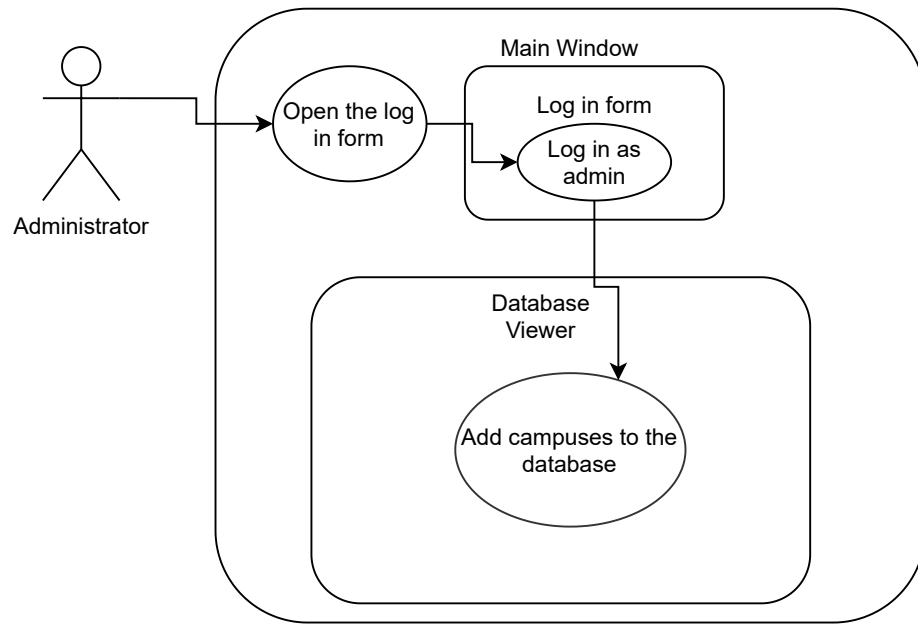 Main Window
Open the log
in form
Log in form
Log in as
admin
Administrator
Database
Viewer
Add campuses to the
database